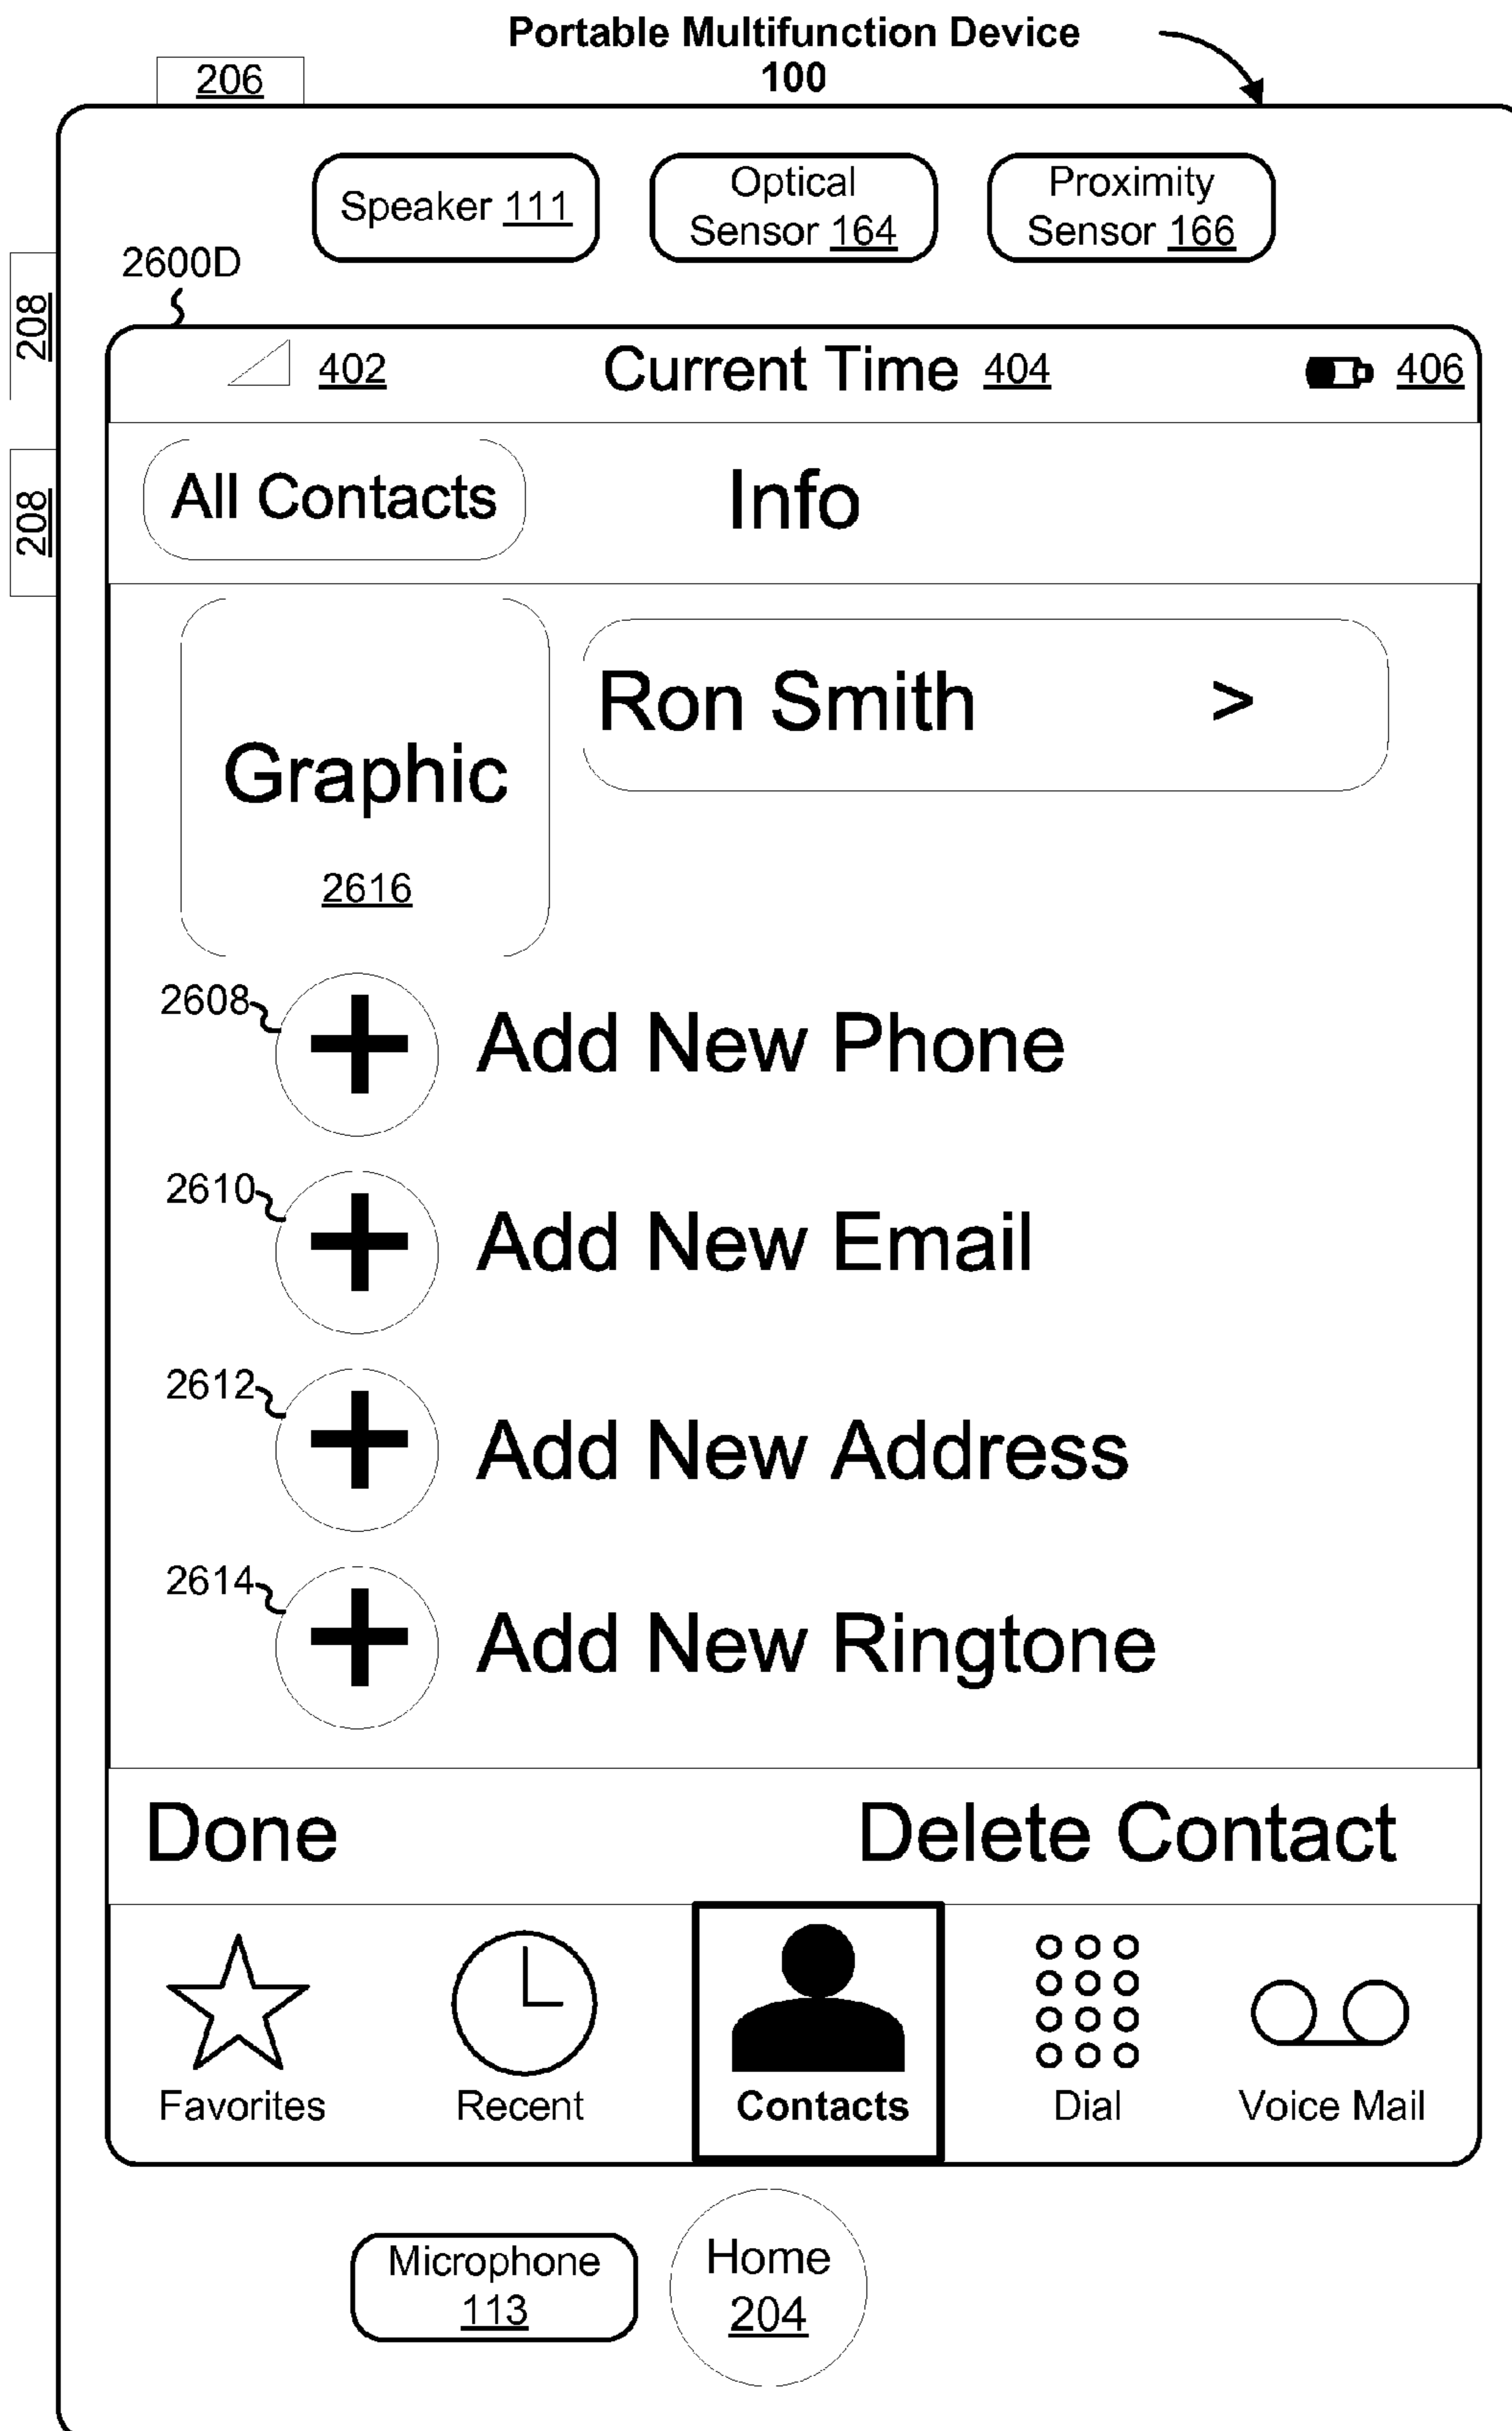 Portable Multifunction Device
100
206
Speaker 111
Optical
Sensor 164
Proximity
Sensor 166
208
208
2600D
402
Current Time 404
406
All Contacts
Info
Graphic
2616
Ron Smith >
2608
Add New Phone
2610
Add New Email
2612
Add New Address
2614
Add New Ringtone
Done
Delete Contact
Favorites
Recent
Contacts
Dial
Voice Mail
Microphone
113
Home
204